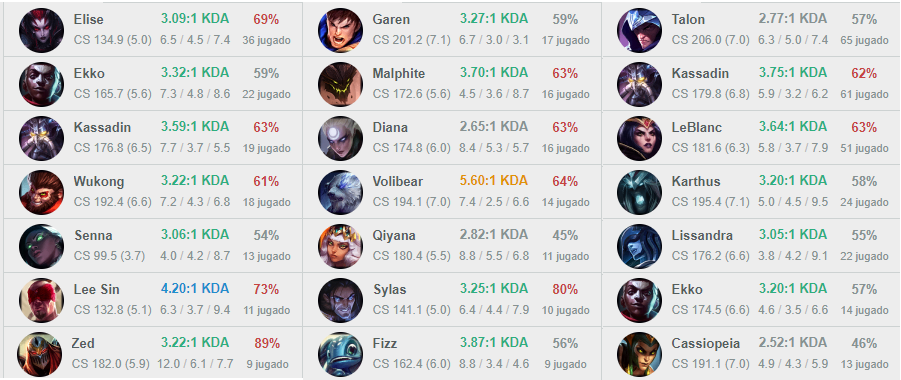 Elise 3.09:1 KDA 69%
CS 134.9 (5.0) 6.5 / 4.5 / 7.4 36 jugado
Ekko 3.32:1 KDA 59%
CS 165.7 (5.6) 7.3 / 4.8 / 8.6 22 jugado
Kassadin 3.59:1 KDA 63%
CS 176.8 (6.5) 7.7 / 3.7 / 5.5 19 jugado
Wukong 3.22:1 KDA 61%
CS 192.4 (6.6) 7.2 / 4.3 / 6.8 18 jugado
Senna 3.06:1 KDA 54%
CS 99.5 (3.7) 4.0 / 4.2 / 8.7 13 jugado
Lee Sin 4.20:1 KDA 73%
CS 132.8 (5.1) 6.3 / 3.7 / 9.4 11 jugado
Zed 3.22:1 KDA 89%
CS 182.0 (5.9) 12.0 / 6.1 / 7.7 9 jugado
Garen 3.27:1 KDA 59%
CS 201.2 (7.1) 6.7 / 3.0 / 3.1 17 jugado
Malphite 3.70:1 KDA 63%
CS 172.6 (5.6) 4.5 / 3.6 / 8.7 16 jugado
Diana 2.65:1 KDA 63%
CS 174.8 (6.0) 8.4 / 5.3 / 5.7 16 jugado
Volibear 5.60:1 KDA 64%
CS 194.1 (7.0) 7.4 / 2.5 / 6.6 14 jugado
Qiyana 2.82:1 KDA 45%
CS 180.4 (5.5) 8.8 / 5.5 / 6.8 11 jugado
Sylas 3.25:1 KDA 80%
CS 141.1 (5.0) 6.4 / 4.4 / 7.9 10 jugado
Fizz 3.87:1 KDA 56%
CS 162.4 (6.0) 8.8 / 3.4 / 4.6 9 jugado
Talon 2.77:1 KDA 57%
CS 206.0 (7.0) 6.3 / 5.0 / 7.4 65 jugado
Kassadin 3.75:1 KDA 62%
CS 179.8 (6.8) 5.9 / 3.2 / 6.2 61 jugado
LeBlanc 3.64:1 KDA 63%
CS 181.6 (6.3) 5.8 / 3.7 / 7.9 51 jugado
Karthus 3.20:1 KDA 58%
CS 195.4 (7.1) 5.0 / 4.5 / 9.5 24 jugado
Lissandra 3.05:1 KDA 55%
CS 176.2 (6.6) 3.8 / 4.2 / 9.1 22 jugado
Ekko 3.20:1 KDA 57%
CS 174.5 (6.6) 4.6 / 3.5 / 6.6 14 jugado
Cassiopeia 2.52:1 KDA 46%
CS 191.1 (7.0) 4.9 / 4.3 / 5.9 13 jugado